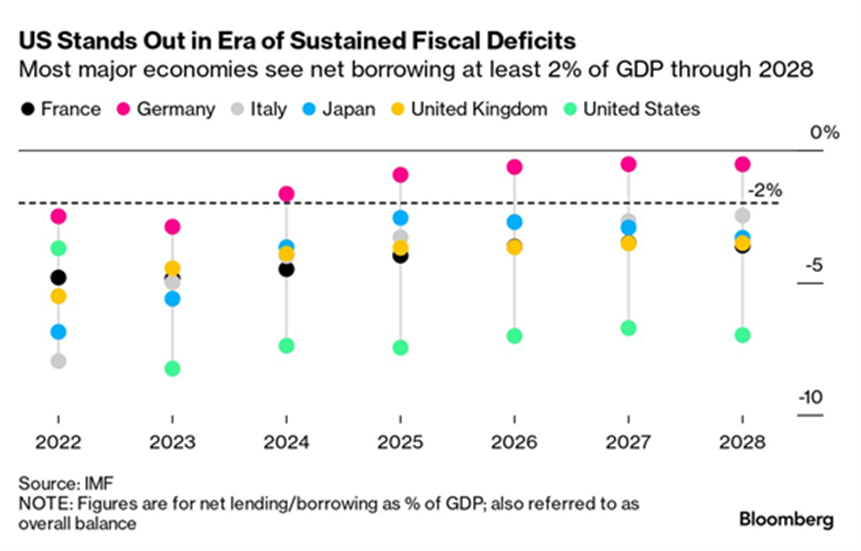 US Stands Out in Era of Sustained Fiscal Deficits
Most major economies see net borrowing at least 2% of GDP through 2028
France Germany Italy Japan United Kingdom United States
0%
-2%
-5
-10
2022 2023 2024 2025 2026 2027 2028
Source: IMF
NOTE: Figures are for net lending/borrowing as % of GDP; also referred to as
overall balance
Bloomberg